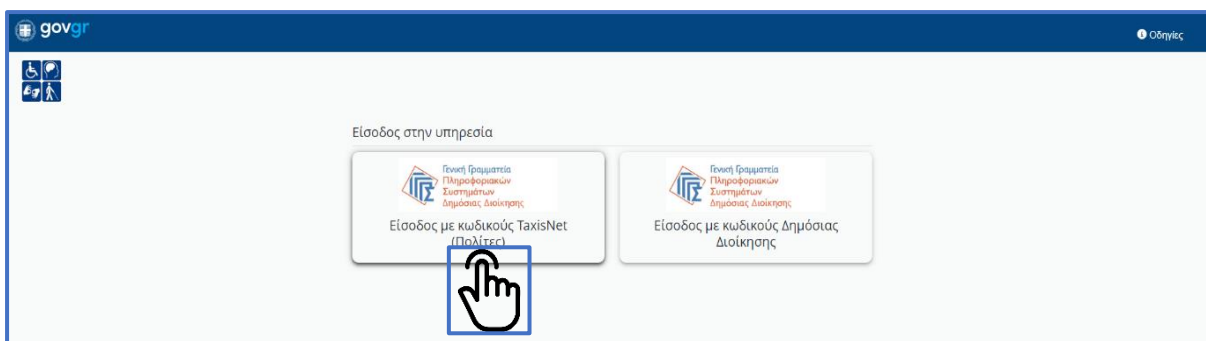 govgr
Οδηγίες
Είσοδος στην υπηρεσία
Γενική Γραμματεία
Πληροφοριακών
Συστημάτων
Δημόσιας Διοίκησης
Είσοδος με κωδικούς TaxisNet
(Πολίτες)
Γενική Γραμματεία
Πληροφοριακών
Συστημάτων
Δημόσιας Διοίκησης
Είσοδος με κωδικούς Δημόσιας
Διοίκησης